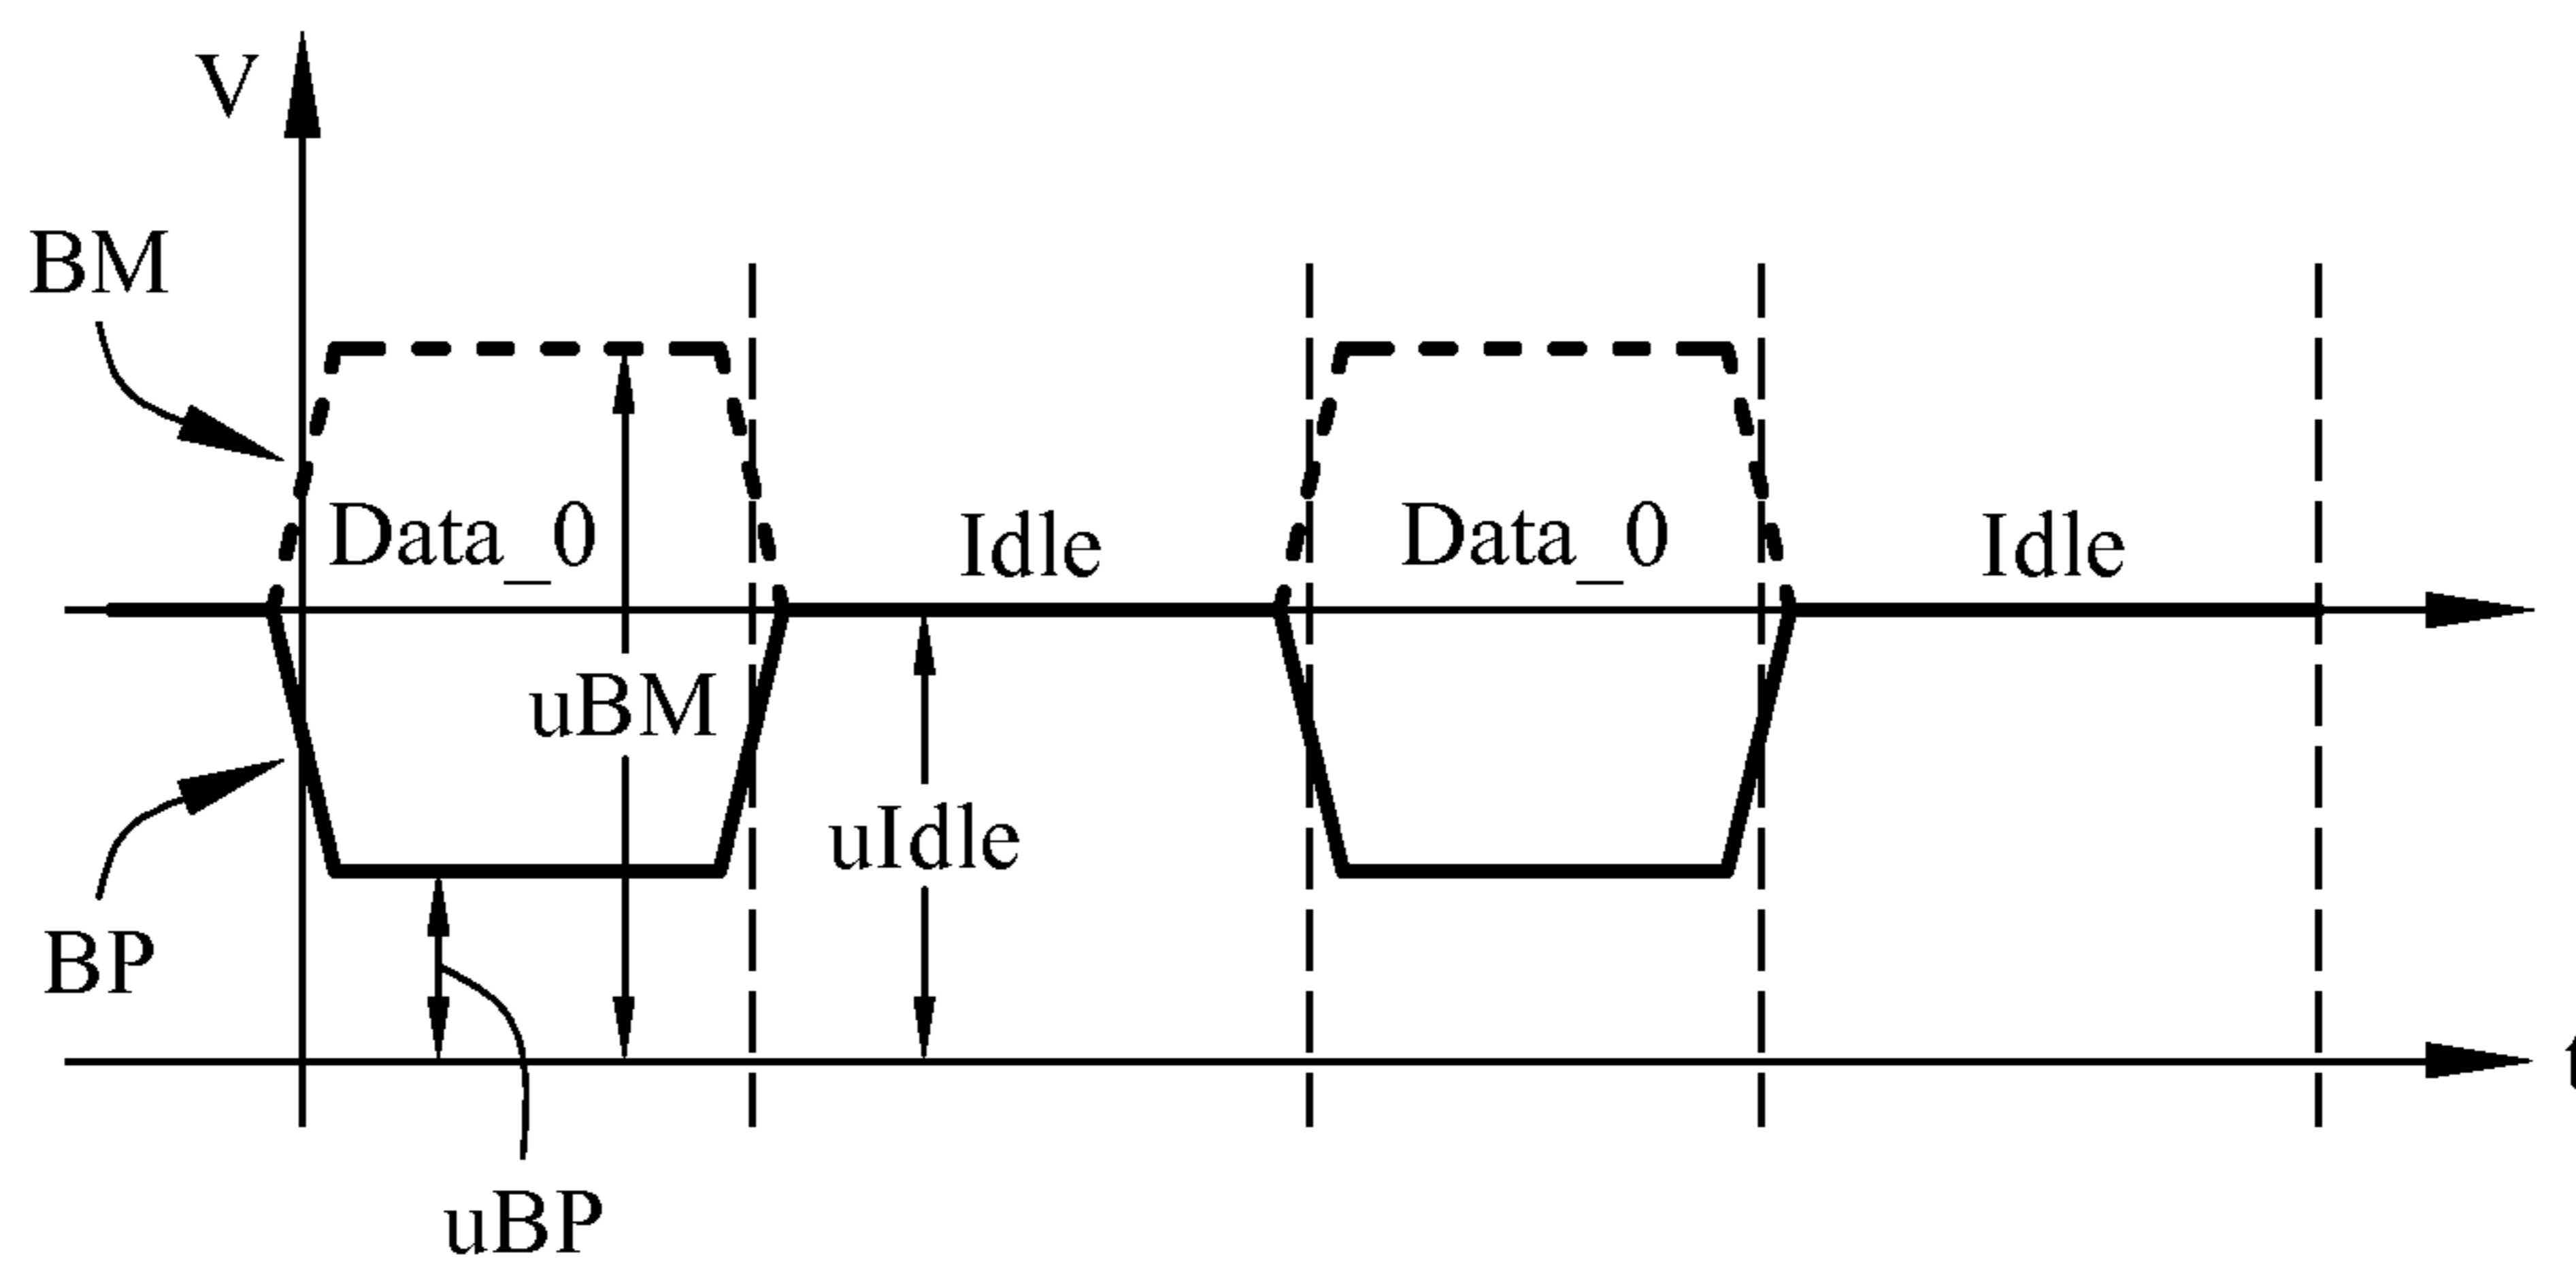 V
BM
Data_0
Idle
Data_0
Idle
uBM
uIdle
BP
t
uBP